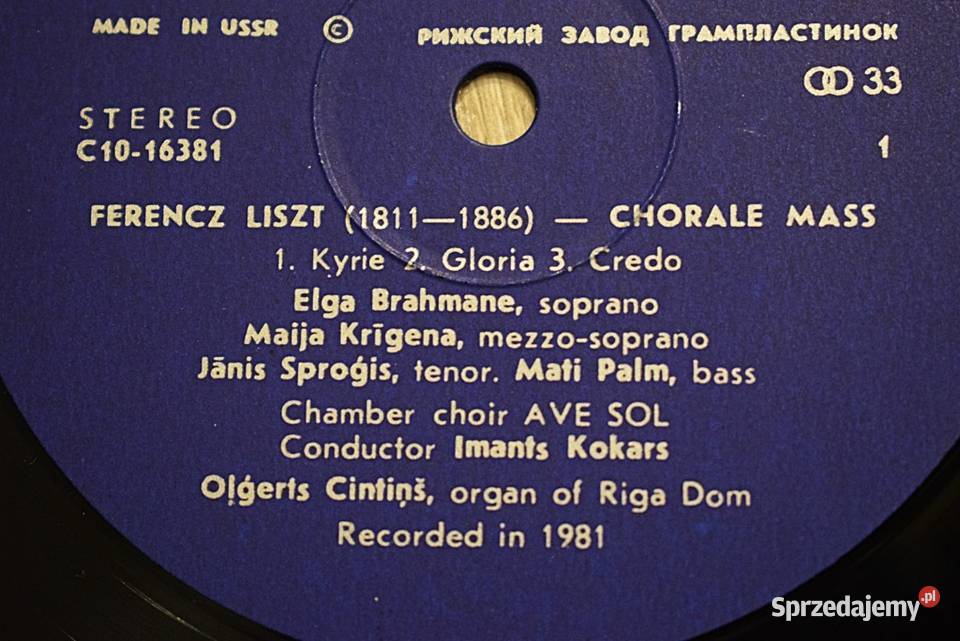 MADE IN USSR © РИЖСКИЙ ЗАВОД ГРАМПЛАСТИНОК
33
STEREO
C10-16381 1
FERENCZ LISZT (1811—1886) — CHORALE MASS
1. Kyrie 2. Gloria 3. Credo
Elga Brahmane, soprano
Maija Krīgena, mezzo-soprano
Jānis Sproģis, tenor. Mati Palm, bass
Chamber choir AVE SOL
Conductor Imants Kokars
Oļģerts Cintiņš, organ of Riga Dom
Recorded in 1981
Sprzedajemy.pl